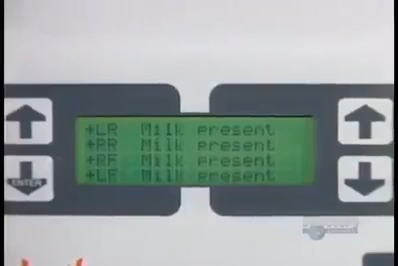 +LR Milk present
+RR Milk present
+RF Milk present
+LF Milk present
ENTER